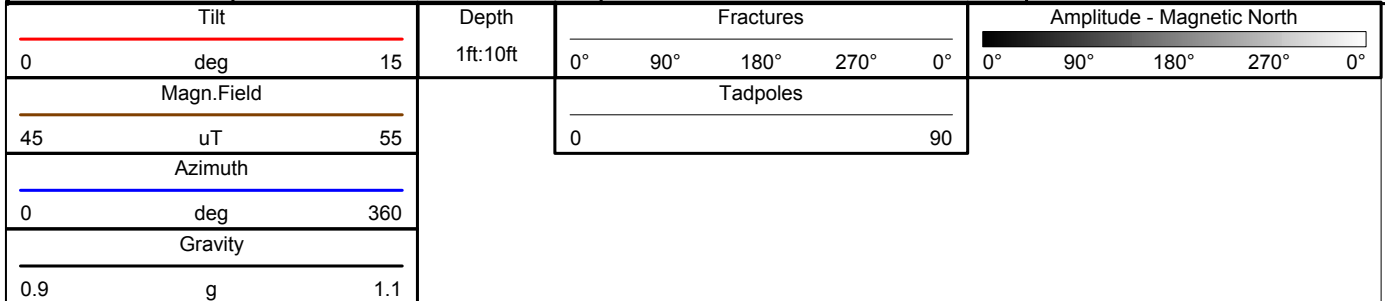 Tilt
0 deg 15
Depth
1ft:10ft
Fractures
0° 90° 180° 270° 0°
Amplitude - Magnetic North
0° 90° 180° 270° 0°
Magn.Field
45 uT 55
Tadpoles
0 90
Azimuth
0 deg 360
Gravity
0.9 g 1.1